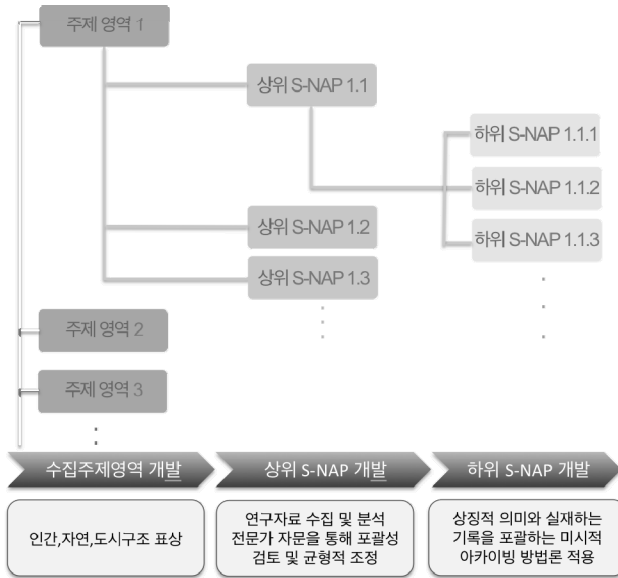 주제 영역 1
상위 S-NAP 1.1
하위 S-NAP 1.1.1
하위 S-NAP 1.1.2
하위 S-NAP 1.1.3
상위 S-NAP 1.2
상위 S-NAP 1.3
주제 영역 2
주제 영역 3
수집주제영역 개발
상위 S-NAP 개발
하위 S-NAP 개발
인간,자연,도시구조 표상
연구자료 수집 및 분석
전문가 자문을 통해 포괄성
검토 및 균형적 조정
상징적 의미와 실재하는
기록을 포괄하는 미시적
아카이빙 방법론 적용